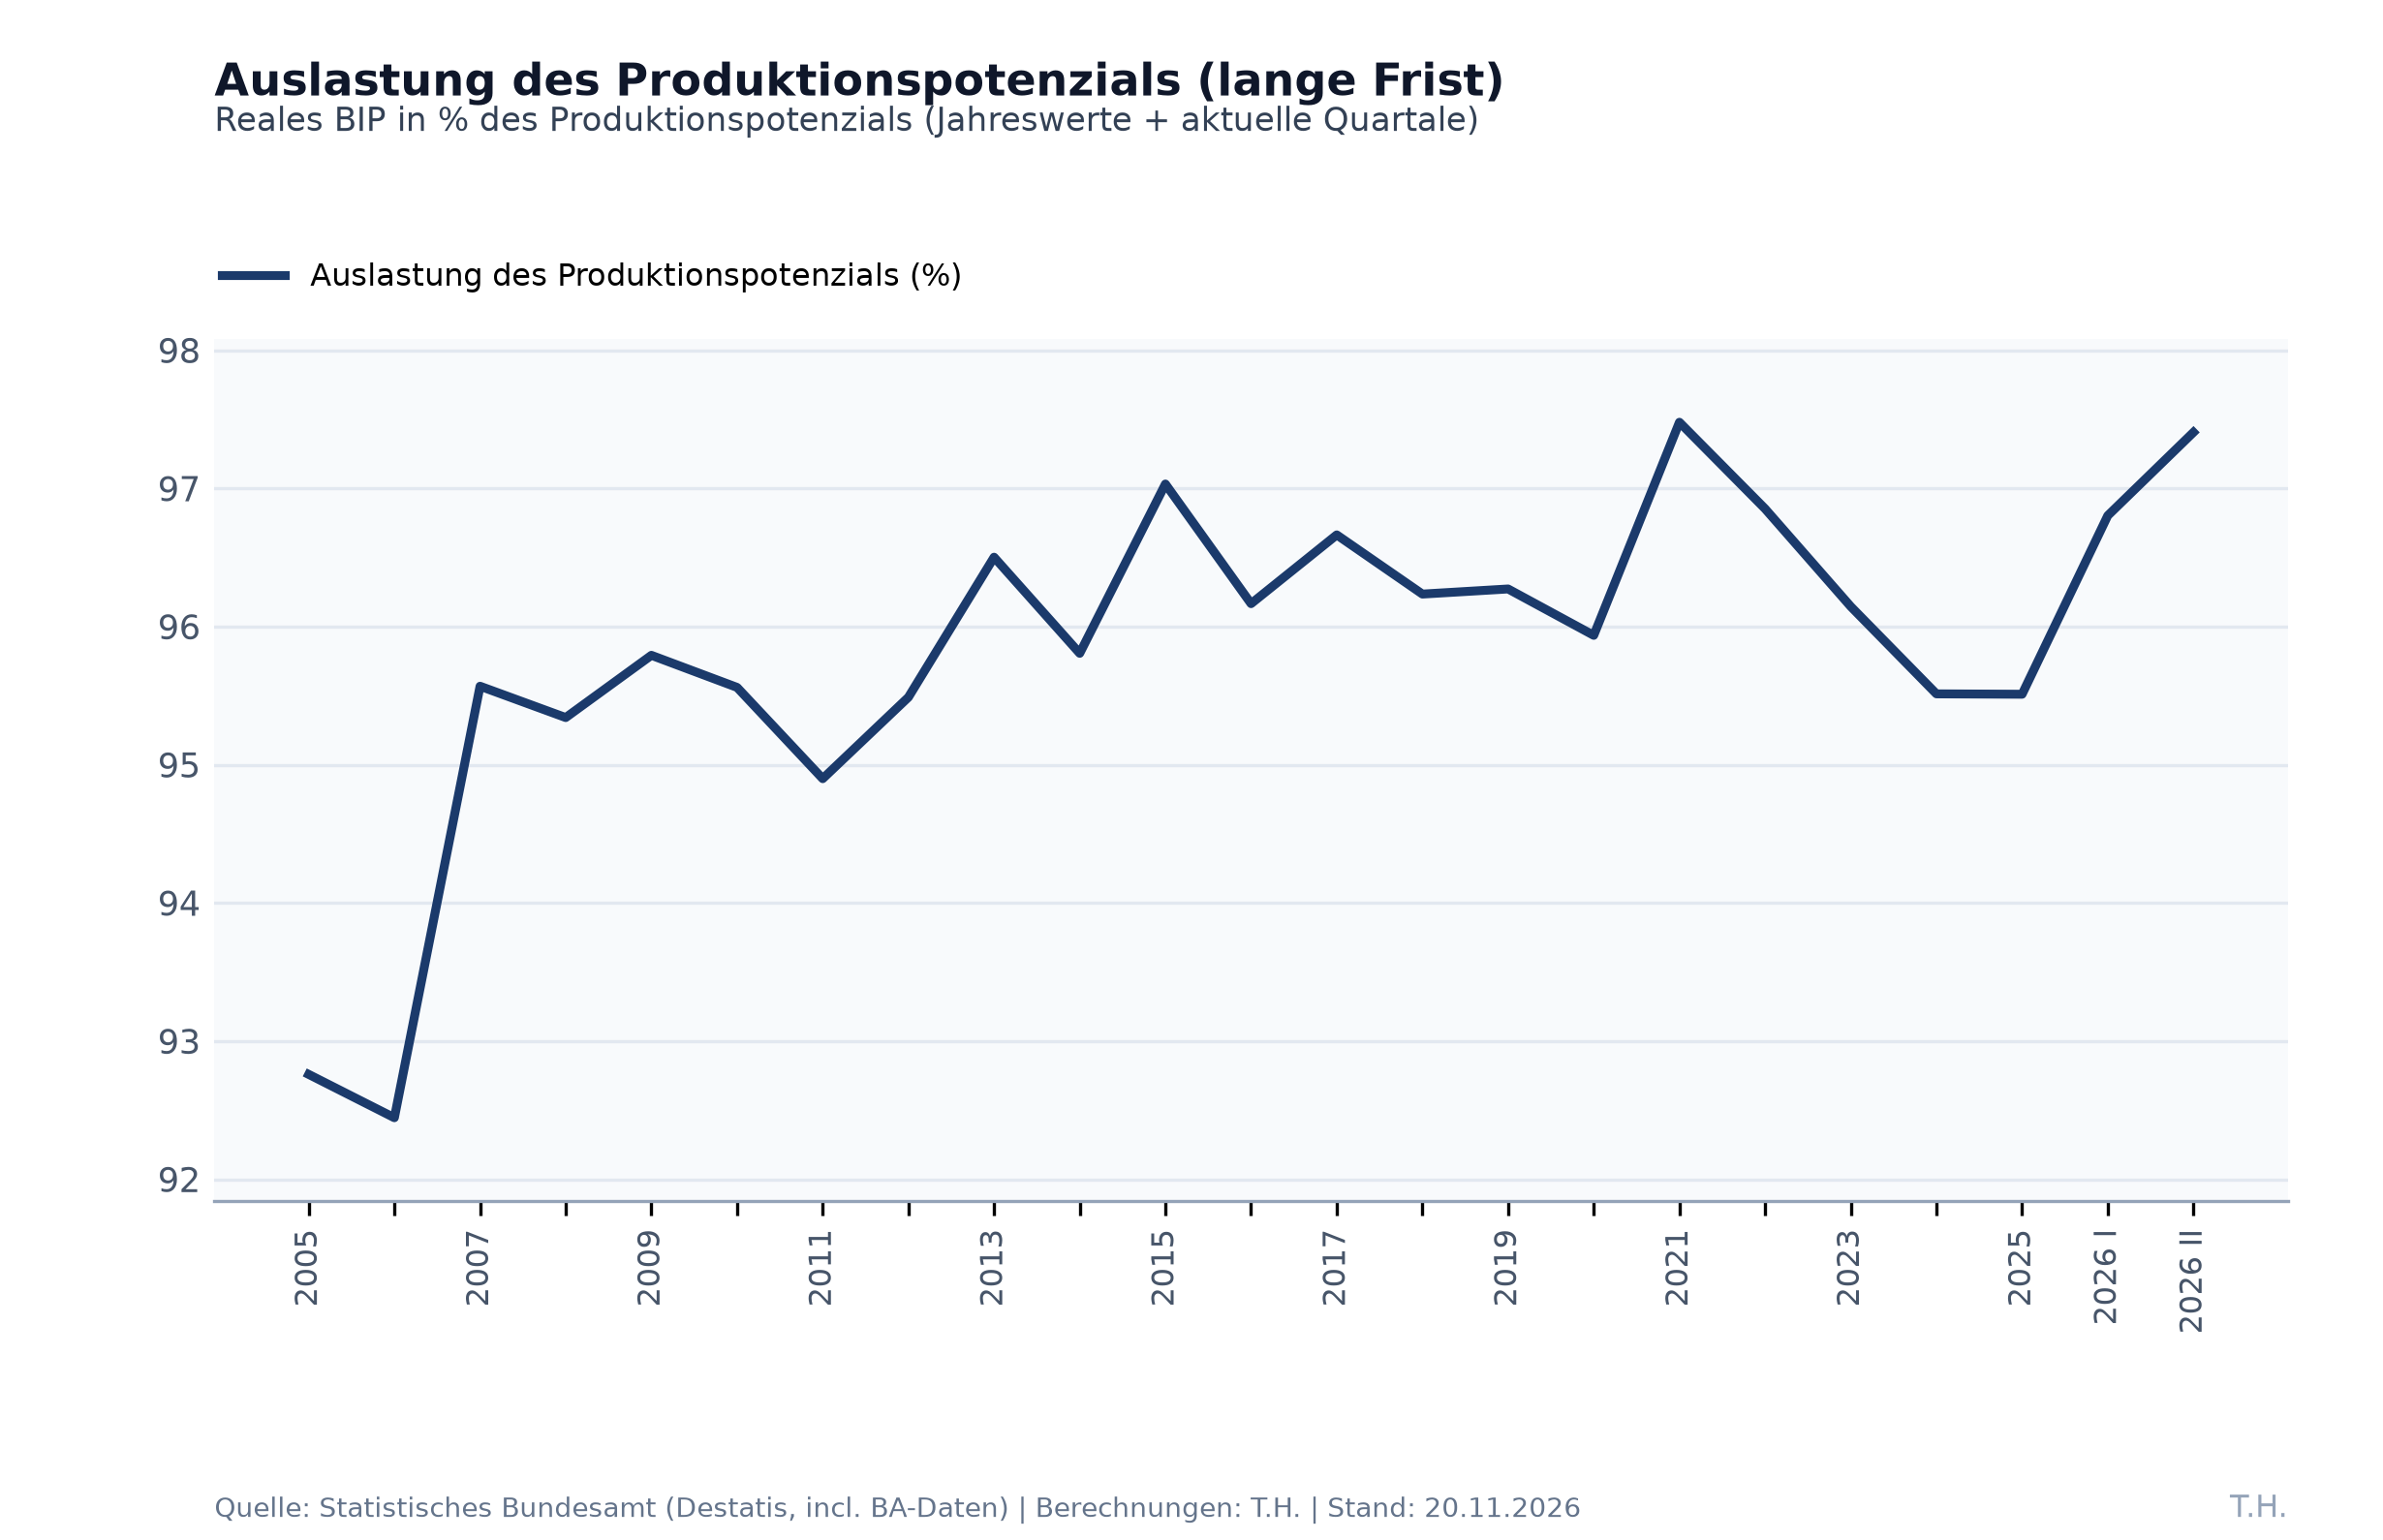 Auslastung des Produktionspotenzials (lange Frist)
Reales BIP in % des Produktionspotenzials (Jahreswerte + aktuelle Quartale)
Auslastung des Produktionspotenzials (%)
98
97
96
95
94
93
92
2005
2007
2009
2011
2013
2015
2017
2019
2021
2023
2025
2026 I
2026 II
Quelle: Statistisches Bundesamt (Destatis, incl. BA-Daten) | Berechnungen: T.H. | Stand: 20.11.2026
T.H.